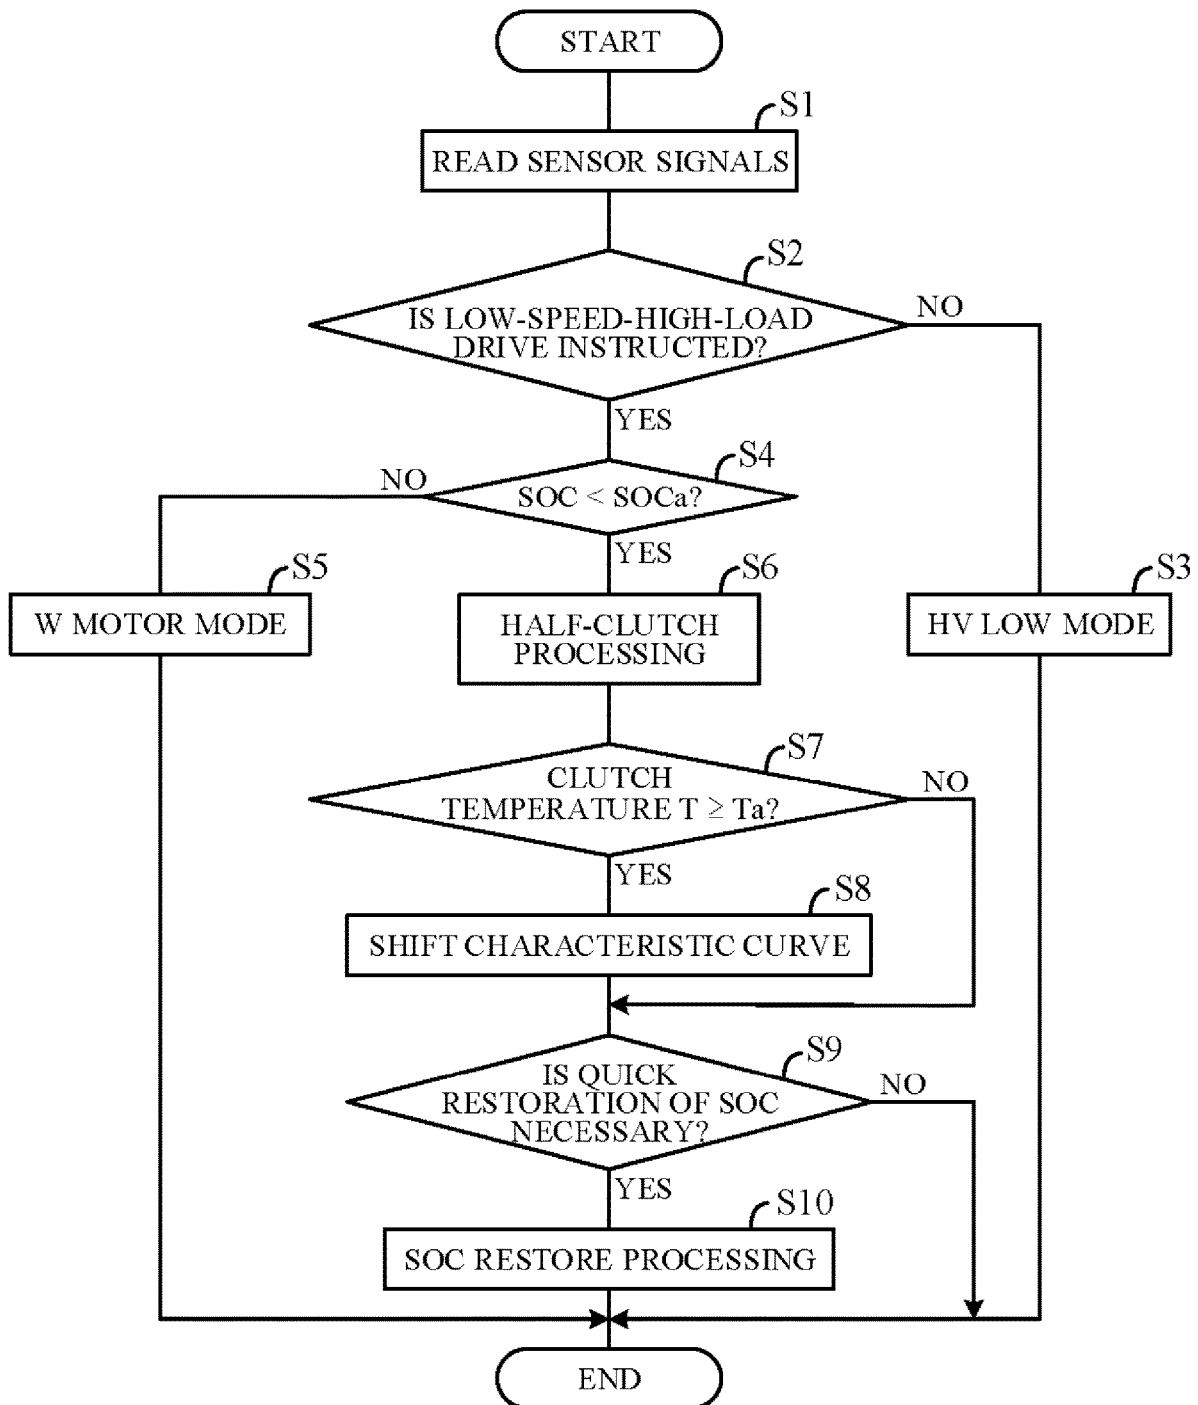 START
S1
READ SENSOR SIGNALS
S2
IS LOW-SPEED-HIGH-LOAD
DRIVE INSTRUCTED?
NO
YES
S4
NO
SOC < SOCa?
YES
S5
W MOTOR MODE
S6
HALF-CLUTCH
PROCESSING
S3
HV LOW MODE
S7
CLUTCH
TEMPERATURE T ≥ Ta?
NO
YES
S8
SHIFT CHARACTERISTIC CURVE
S9
IS QUICK
RESTORATION OF SOC
NECESSARY?
NO
YES
S10
SOC RESTORE PROCESSING
END